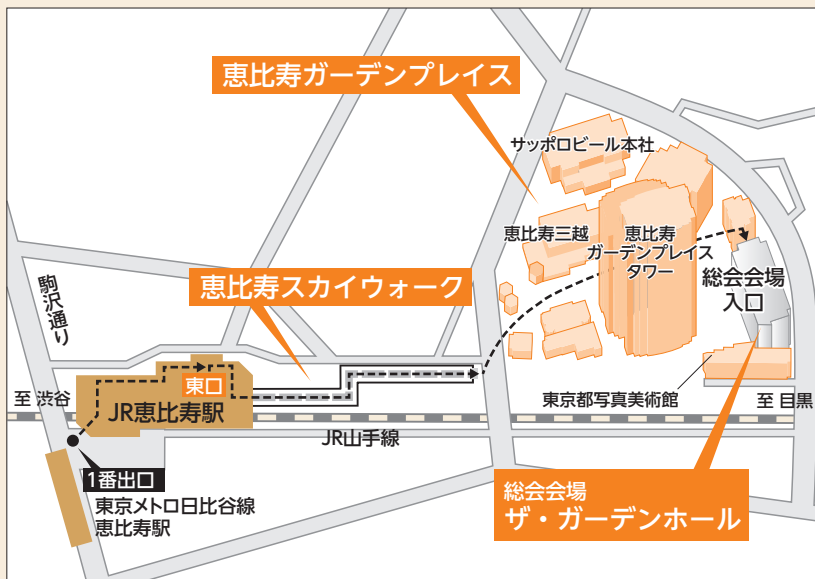 恵比寿ガーデンプレイス
サッポロビール本社
恵比寿三越
恵比寿
ガーデンプレイス
タワー
総会会場
入口
恵比寿スカイウォーク
駒沢通り
東口
至 渋谷
JR恵比寿駅
東京都写真美術館
至 目黒
JR山手線
1番出口
東京メトロ日比谷線
恵比寿駅
総会会場
ザ・ガーデンホール